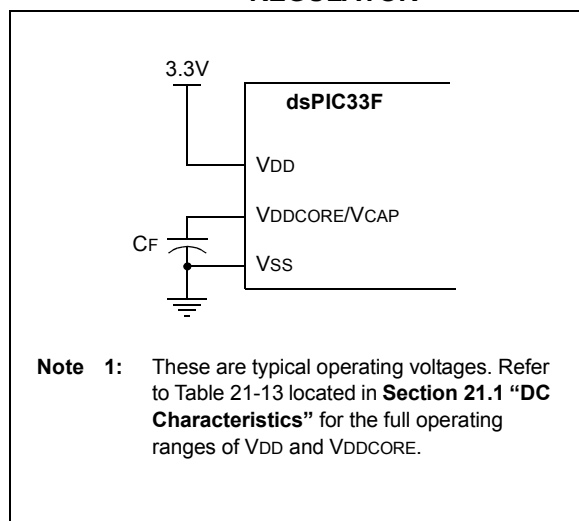 REGULATOR
3.3V
dsPIC33F
VDD
VDDCORE/VCAP
CF
VSS
Note 1: These are typical operating voltages. Refer
to Table 21-13 located in Section 21.1 “DC
Characteristics” for the full operating
ranges of VDD and VDDCORE.